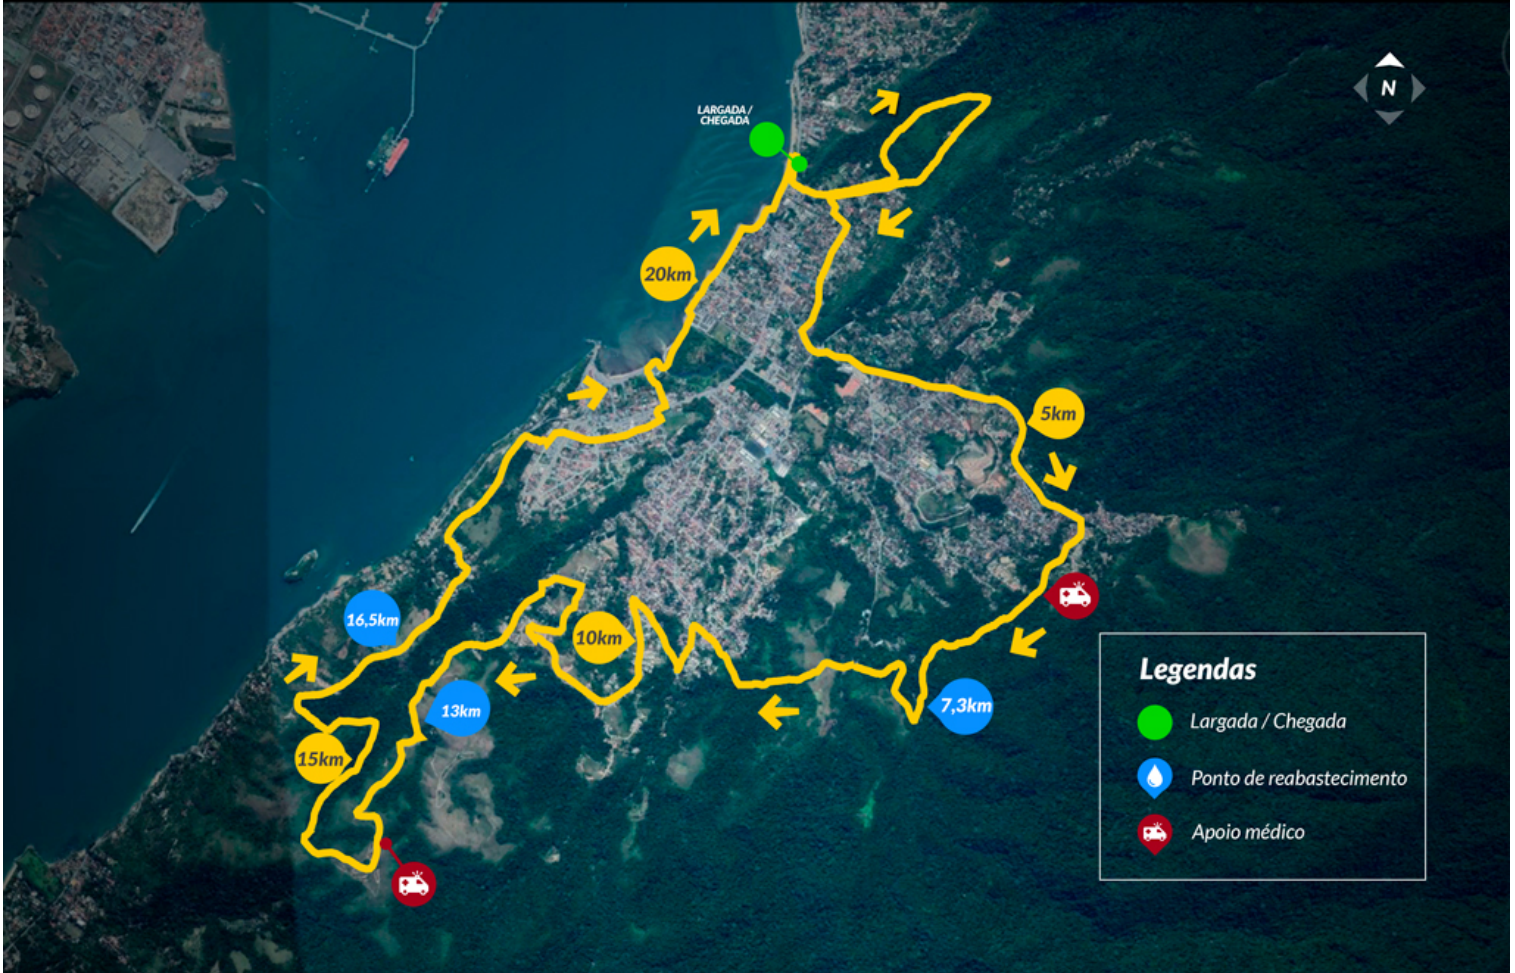 N
LARGADA /
CHEGADA
20km
5km
16,5km
10km
13km
7,3km
15km
Legendas
Largada / Chegada
Ponto de reabastecimento
Apoio médico